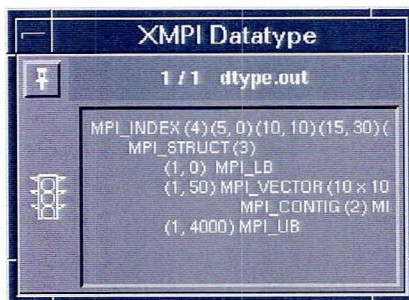 XMPI Datatype
1 / 1 dtype.out
MPI_INDEX (4) (5, 0) (10, 10) (15, 30) (
MPI_STRUCT (3)
(1, 0) MPI_LB
(1, 50) MPI_VECTOR (10 x 10
MPI_CONTIG (2) MI
(1, 4000) MPI_UB